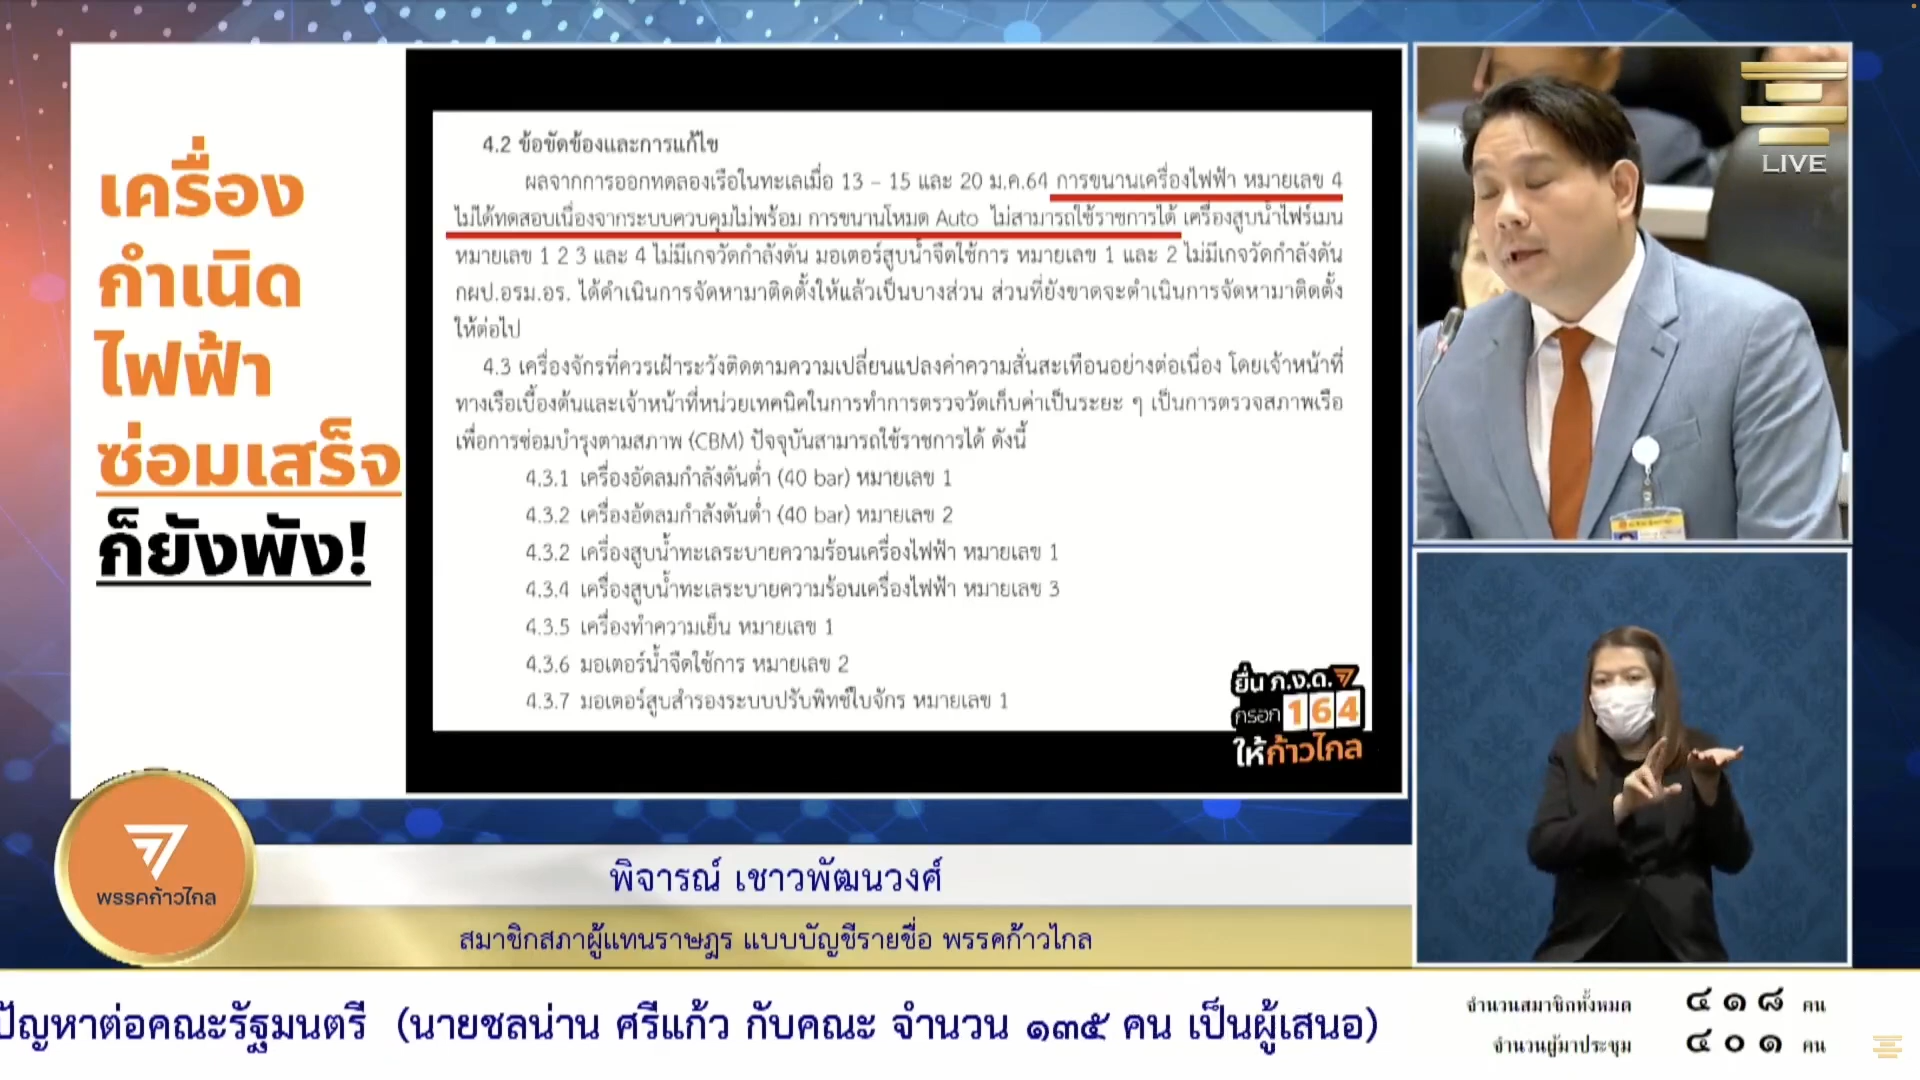 เครื่อง
กำเนิด
ไฟฟ้า
ซ่อมเสร็จ
ก็ยังพัง!
4.2 ข้อขัดข้องและการแก้ไข
ผลจากการออกทดลองเรือในทะเลเมื่อ 13 – 15 และ 20 ม.ค.64 การขนานเครื่องไฟฟ้า หมายเลข 4
ไม่ได้ทดสอบเนื่องจากระบบควบคุมไม่พร้อม การขนานโหมด Auto ไม่สามารถใช้ราชการได้ เครื่องสูบน้ำไฟร์เมน
หมายเลข 1 2 3 และ 4 ไม่มีเกจวัดกำลังดัน มอเตอร์สูบน้ำจืดใช้การ หมายเลข 1 และ 2 ไม่มีเกจวัดกำลังดัน
กผป.อรม.อร. ได้ดำเนินการจัดหามาติดตั้งให้แล้วเป็นบางส่วน ส่วนที่ยังขาดจะดำเนินการจัดหามาติดตั้ง
ให้ต่อไป
4.3 เครื่องจักรที่ควรเฝ้าระวังติดตามความเปลี่ยนแปลงค่าความสั่นสะเทือนอย่างต่อเนื่อง โดยเจ้าหน้าที่
ทางเรือเบื้องต้นและเจ้าหน้าที่หน่วยเทคนิคในการทำการตรวจวัดเก็บค่าเป็นระยะ ๆ เป็นการตรวจสภาพเรือ
เพื่อการซ่อมบำรุงตามสภาพ (CBM) ปัจจุบันสามารถใช้ราชการได้ ดังนี้
4.3.1 เครื่องอัดลมกำลังดันต่ำ (40 bar) หมายเลข 1
4.3.2 เครื่องอัดลมกำลังดันต่ำ (40 bar) หมายเลข 2
4.3.2 เครื่องสูบน้ำทะเลระบายความร้อนเครื่องไฟฟ้า หมายเลข 1
4.3.4 เครื่องสูบน้ำทะเลระบายความร้อนเครื่องไฟฟ้า หมายเลข 3
4.3.5 เครื่องทำความเย็น หมายเลข 1
4.3.6 มอเตอร์น้ำจืดใช้การ หมายเลข 2
4.3.7 มอเตอร์สูบสำรองระบบปรับพิทช์ใบจักร หมายเลข 1
ยื่น ภ.ง.ด.
กรอก 164
ให้ก้าวไกล
LIVE
พรรคก้าวไกล
พิจารณ์ เชาวพัฒนวงศ์
สมาชิกสภาผู้แทนราษฎร แบบบัญชีรายชื่อ พรรคก้าวไกล
ปัญหาต่อคณะรัฐมนตรี (นายชลน่าน ศรีแก้ว กับคณะ จำนวน ๑๓๕ คน เป็นผู้เสนอ)
จำนวนสมาชิกทั้งหมด ๔๑๘ คน
จำนวนผู้มาประชุม ๔๐๑ คน